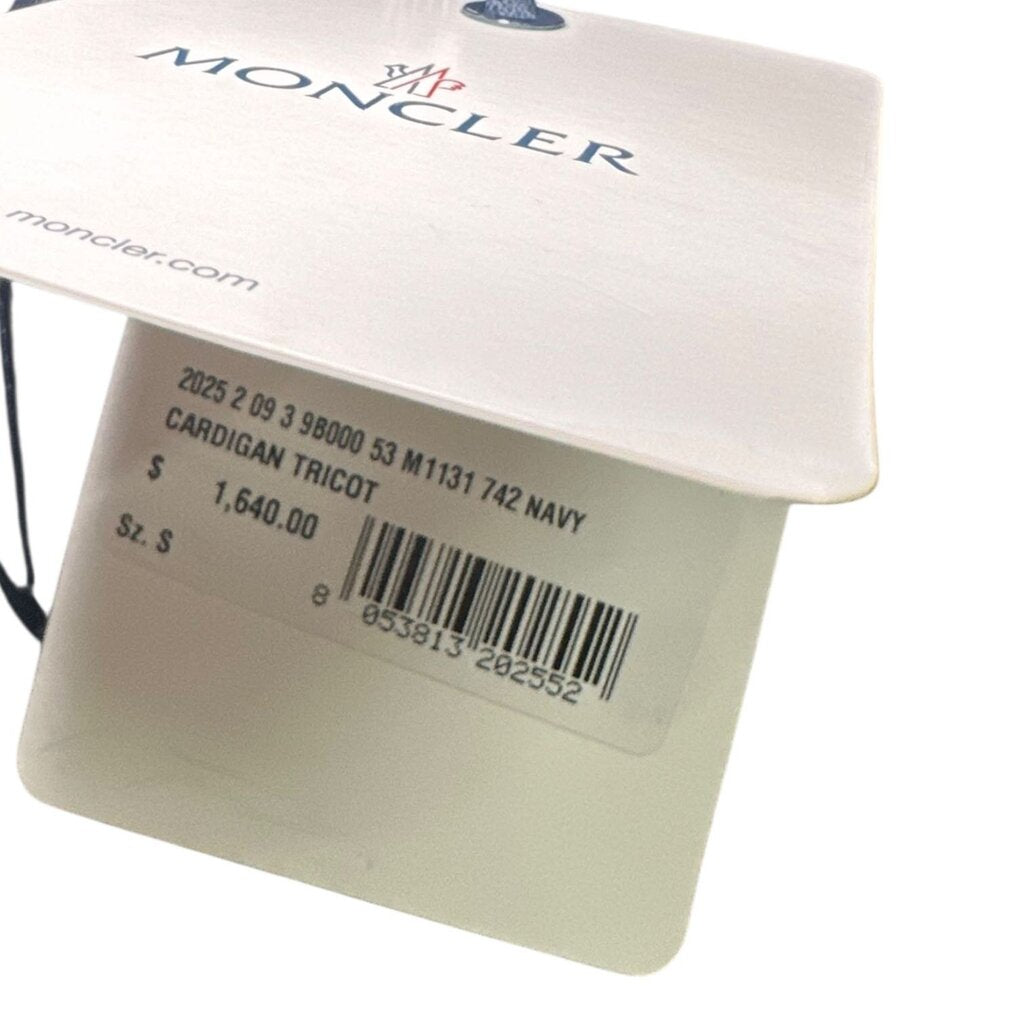 MONCLER
moncler.com
2025 2 09 3 9B000 53 M1131 742 NAVY
CARDIGAN TRICOT
$ 1,640.00
Sz. S
8 053813 202552